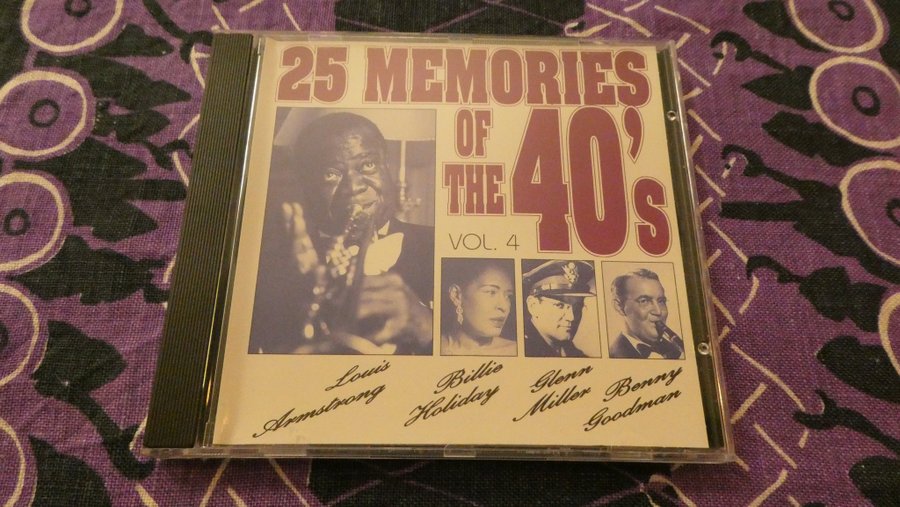 25 MEMORIES
OF
THE 40's
VOL. 4
Louis
Armstrong
Billie
Holiday
Glenn
Miller
Benny
Goodman